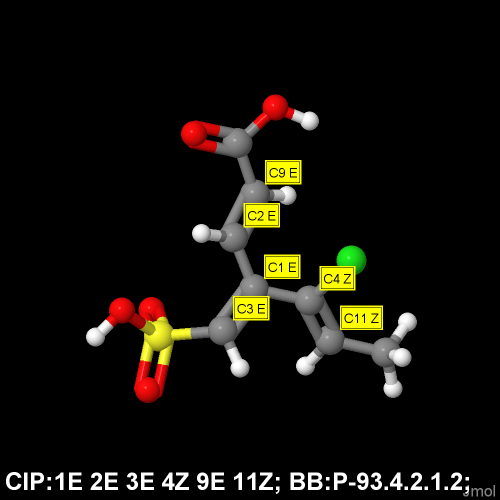 C9 E
C2 E
C1 E
C4 Z
C3 E
C11 Z
CIP:1E 2E 3E 4Z 9E 11Z; BB:P-93.4.2.1.2;
Jmol